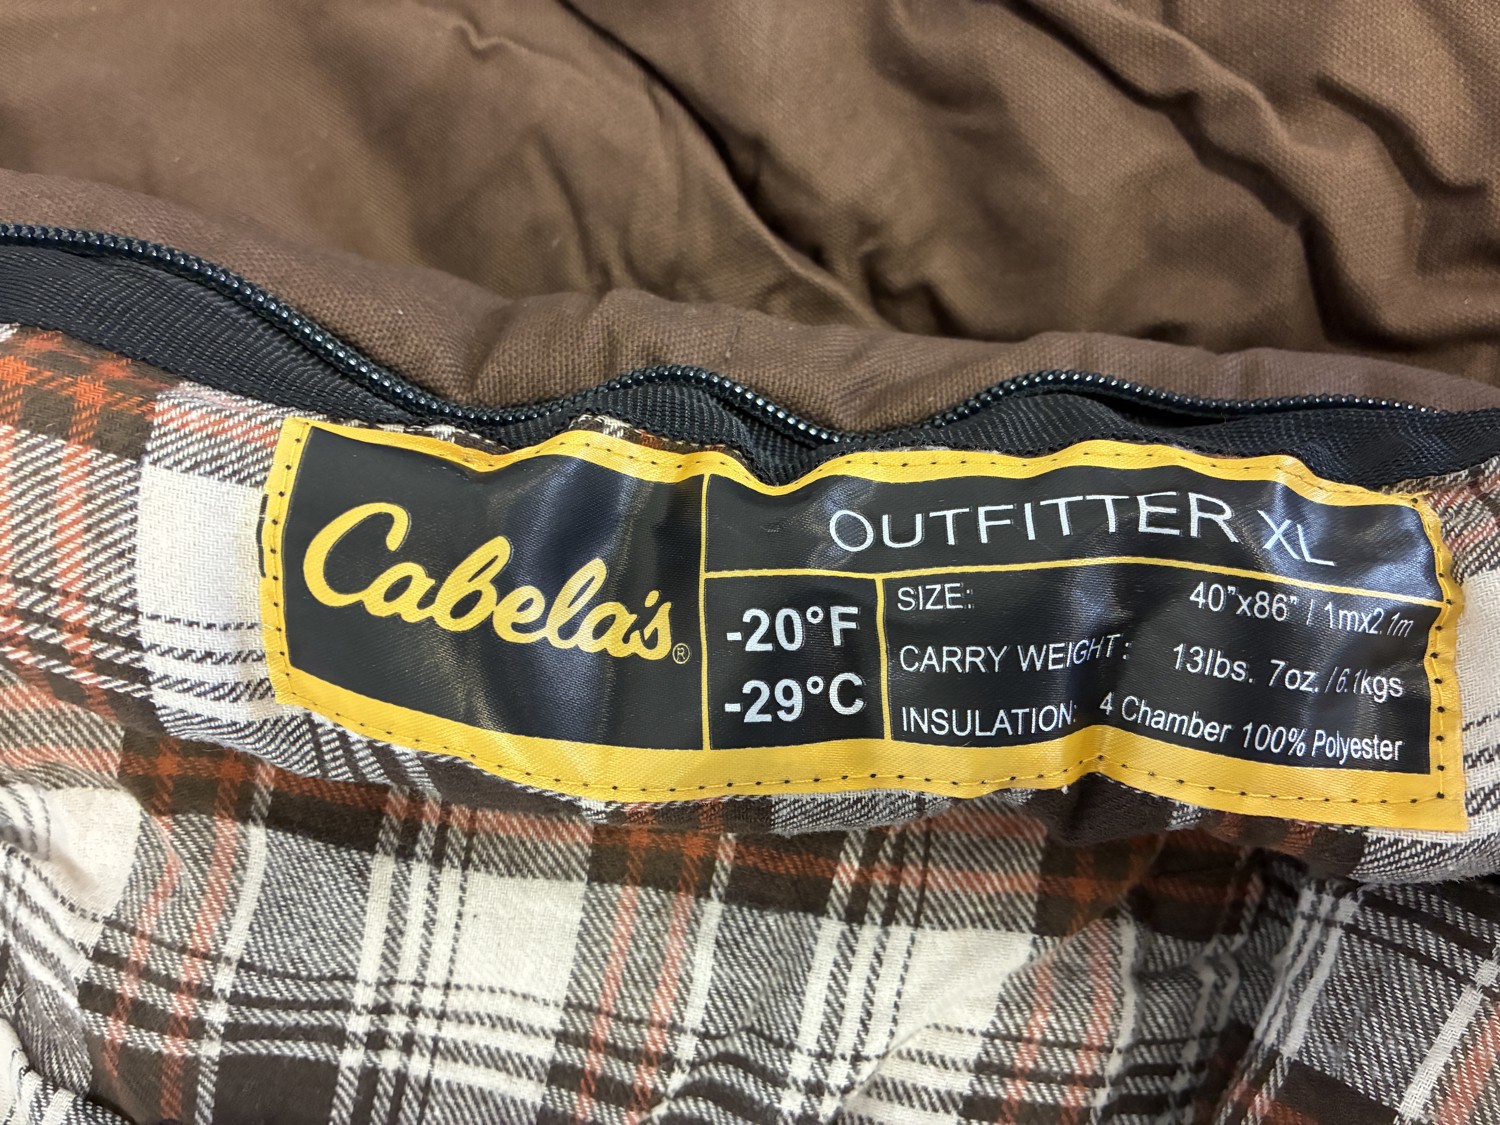 Cabela's®
OUTFITTER XL
-20°F
-29°C
SIZE: 40"x86" / 1mx2.1m
CARRY WEIGHT: 13lbs. 7oz. / 6.1kgs
INSULATION: 4 Chamber 100% Polyester